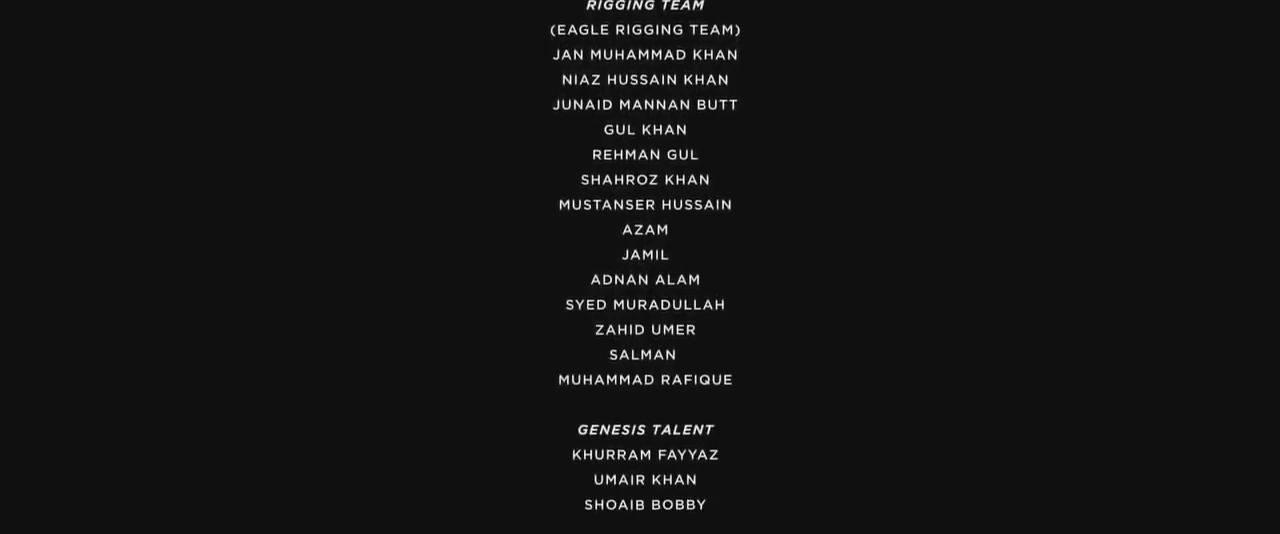 RIGGING TEAM
(EAGLE RIGGING TEAM)
JAN MUHAMMAD KHAN
NIAZ HUSSAIN KHAN
JUNAID MANNAN BUTT
GUL KHAN
REHMAN GUL
SHAHROZ KHAN
MUSTANSER HUSSAIN
AZAM
JAMIL
ADNAN ALAM
SYED MURADULLAH
ZAHID UMER
SALMAN
MUHAMMAD RAFIQUE
GENESIS TALENT
KHURRAM FAYYAZ
UMAIR KHAN
SHOAIB BOBBY